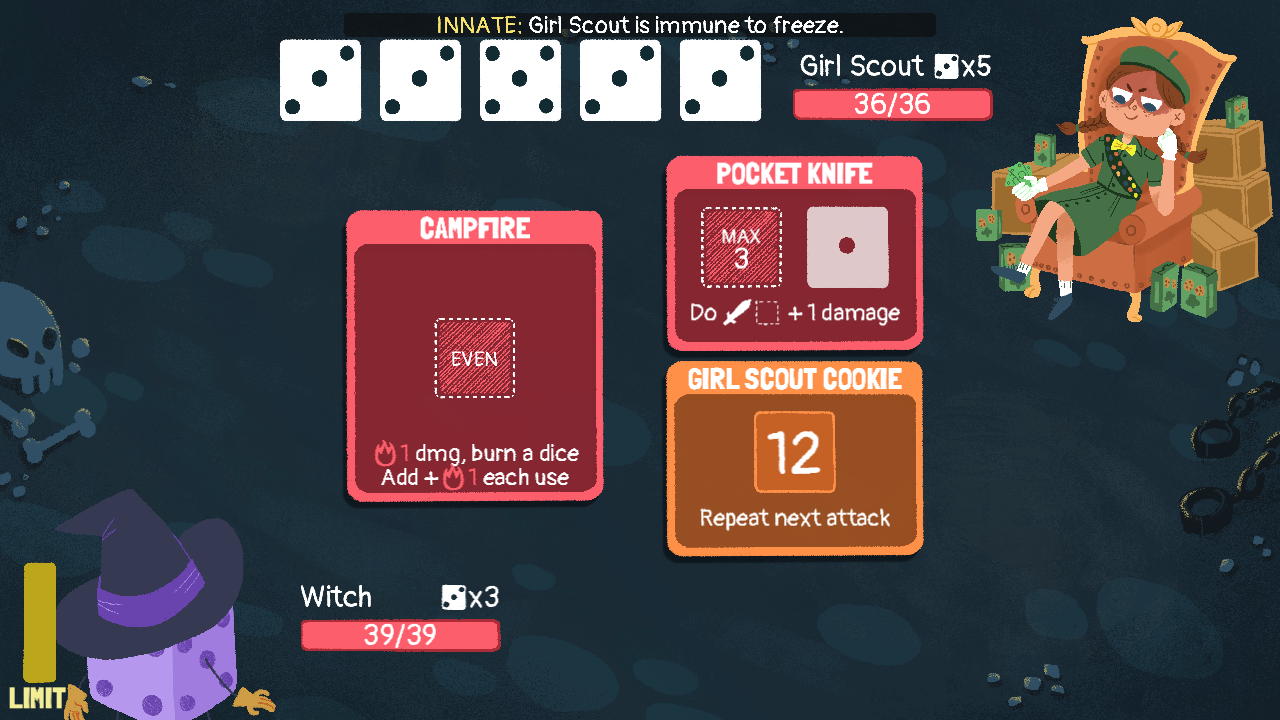 INNATE: Girl Scout is immune to freeze.
Girl Scout x5
36/36
CAMPFIRE
EVEN
1 dmg, burn a dice
Add + 1 each use
POCKET KNIFE
MAX
3
Do + 1 damage
GIRL SCOUT COOKIE
12
Repeat next attack
Witch x3
39/39
LIMIT